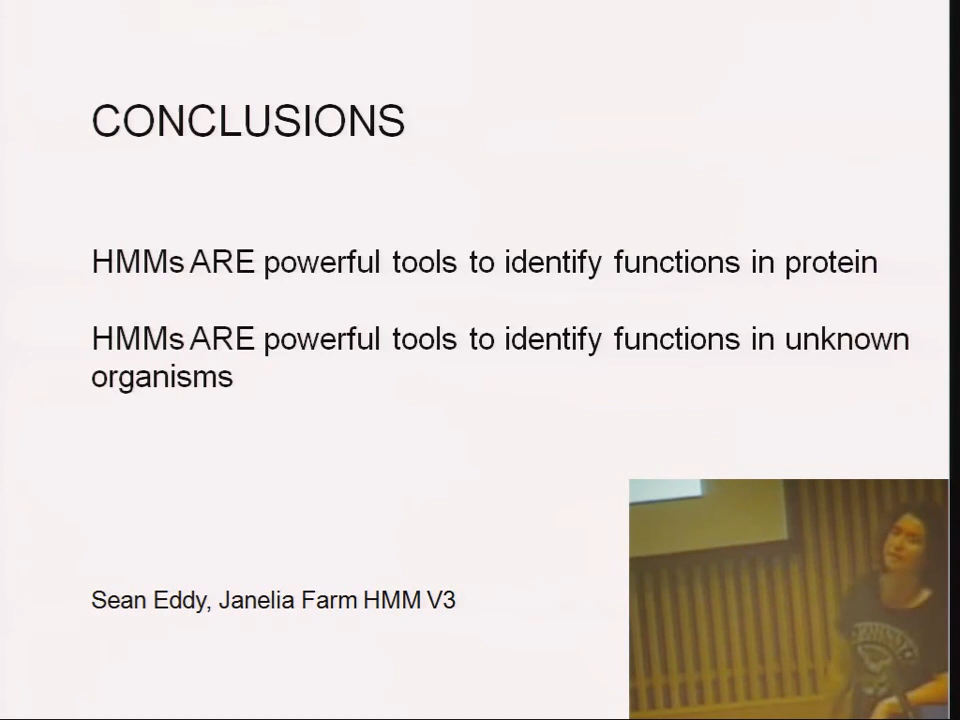 CONCLUSIONS
HMMs ARE powerful tools to identify functions in protein
HMMs ARE powerful tools to identify functions in unknown
organisms
Sean Eddy, Janelia Farm HMM V3